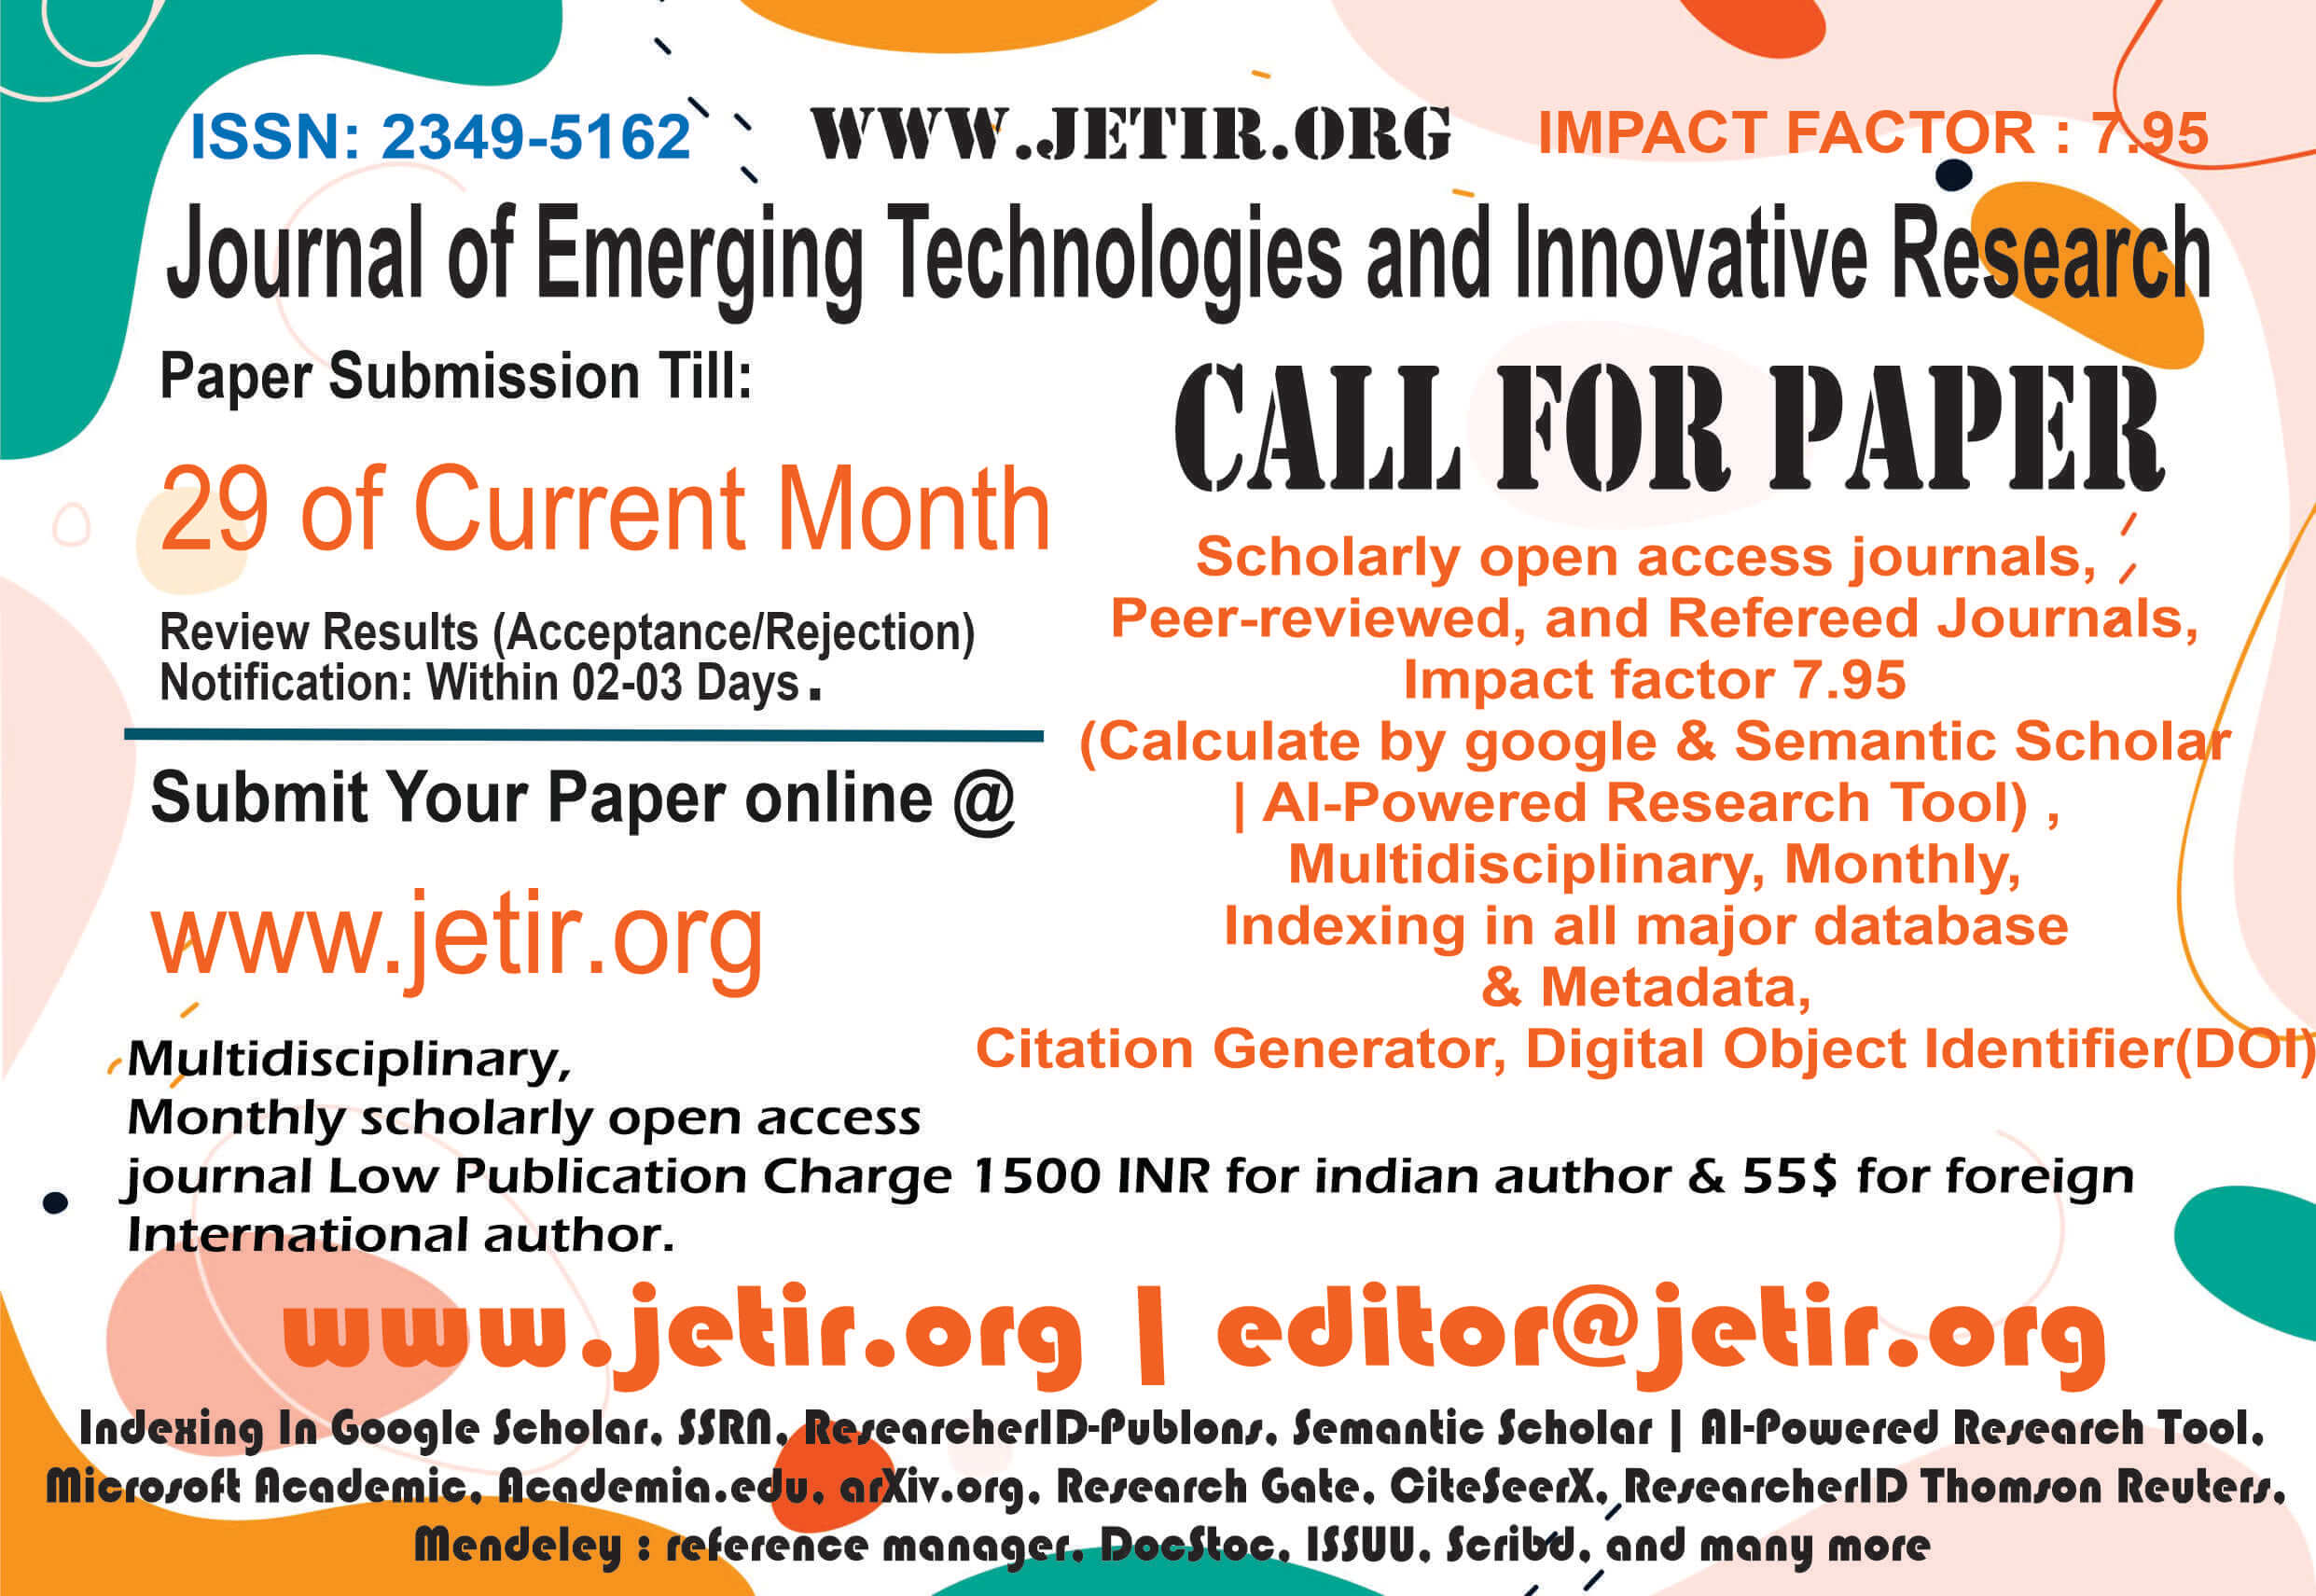 ISSN: 2349-5162 WWW.JETIR.ORG IMPACT FACTOR : 7.95
Journal of Emerging Technologies and Innovative Research
Paper Submission Till:
29 of Current Month
Review Results (Acceptance/Rejection)
Notification: Within 02-03 Days.
Submit Your Paper online @
www.jetir.org
CALL FOR PAPER
Scholarly open access journals,
Peer-reviewed, and Refereed Journals,
Impact factor 7.95
(Calculate by google & Semantic Scholar
| AI-Powered Research Tool) ,
Multidisciplinary, Monthly,
Indexing in all major database
& Metadata,
Citation Generator, Digital Object Identifier(DOI)
Multidisciplinary,
Monthly scholarly open access
journal Low Publication Charge 1500 INR for indian author & 55$ for foreign
International author.
www.jetir.org | editor@jetir.org
Indexing In Google Scholar, SSRN, ResearcherID-Publons, Semantic Scholar | AI-Powered Research Tool,
Microsoft Academic, Academia.edu, arXiv.org, Research Gate, CiteSeerX, ResearcherID Thomson Reuters,
Mendeley : reference manager, DocStoc, ISSUU, Scribd, and many more